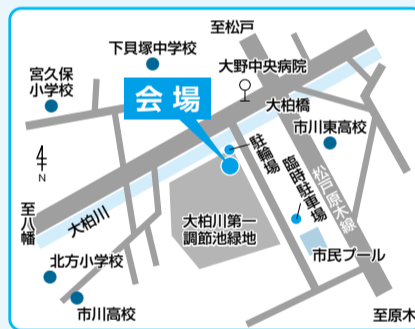 至松戸
下貝塚中学校
大野中央病院
宮久保
小学校
会場
大柏橋
市川東高校
駐輪場
臨時駐車場
松戸原木線
N
至八幡
大柏川
大柏川第一
調節池緑地
市民プール
北方小学校
市川高校
至原木